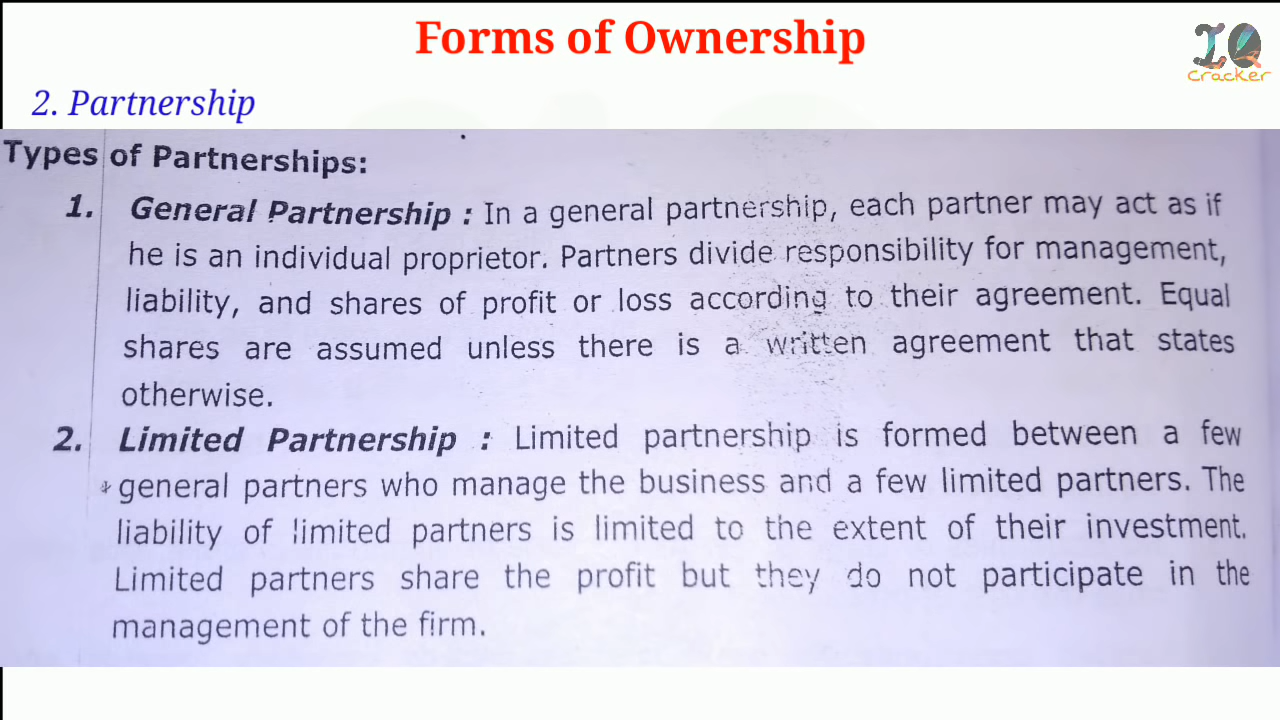 Forms of Ownership
IQ
Cracker
2. Partnership
Types of Partnerships:
1. General Partnership : In a general partnership, each partner may act as if
he is an individual proprietor. Partners divide responsibility for management,
liability, and shares of profit or loss according to their agreement. Equal
shares are assumed unless there is a written agreement that states
otherwise.
2. Limited Partnership : Limited partnership is formed between a few
general partners who manage the business and a few limited partners. The
liability of limited partners is limited to the extent of their investment.
Limited partners share the profit but they do not participate in the
management of the firm.